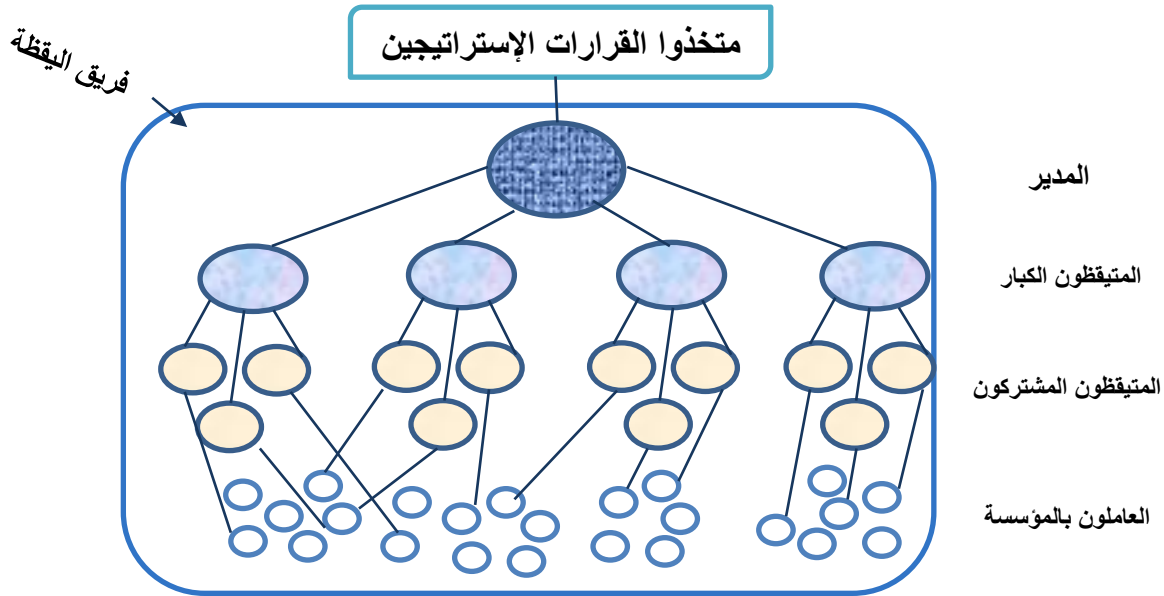 متخذوا القرارات الإستراتيجين
فريق اليقظة
المدير
المتيقظون الكبار
المتيقظون المشتركون
العاملون بالمؤسسة